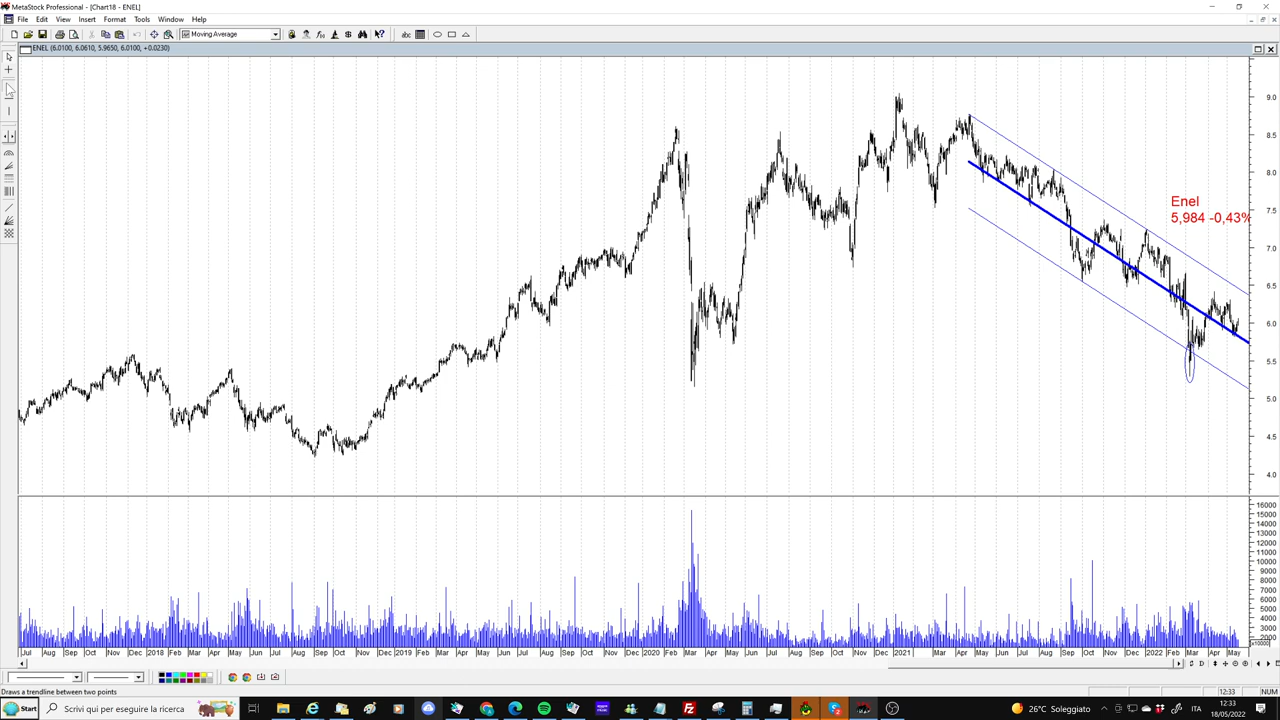 MetaStock Professional - [Chart18 - ENEL]
File Edit View Insert Format Tools Window Help
Moving Average
abc
ENEL (6.0100, 6.0610, 5.9650, 6.0100, +0.0230)
9.0
8.5
8.0
Enel
5,984 -0,43%
7.5
7.0
6.5
6.0
5.5
5.0
4.5
4.0
16000
15000
14000
13000
12000
11000
10000
9000
8000
7000
6000
5000
4000
3000
2000
x10000
Jul Aug Sep Oct Nov Dec 2018 Feb Mar Apr May Jun Jul Aug Sep Oct Nov Dec 2019 Feb Mar Apr May Jun Jul Aug Sep Oct Nov Dec 2020 Feb Mar Apr May Jun Jul Aug Sep Oct Nov Dec 2021 Mar Apr May Jun Jul Aug Sep Oct Nov Dec 2022 Feb Mar Apr May
Draws a trendline between two points
12:33 NUM
Start Scrivi qui per eseguire la ricerca
26°C Soleggiato
ITA
12:33
18/05/2022